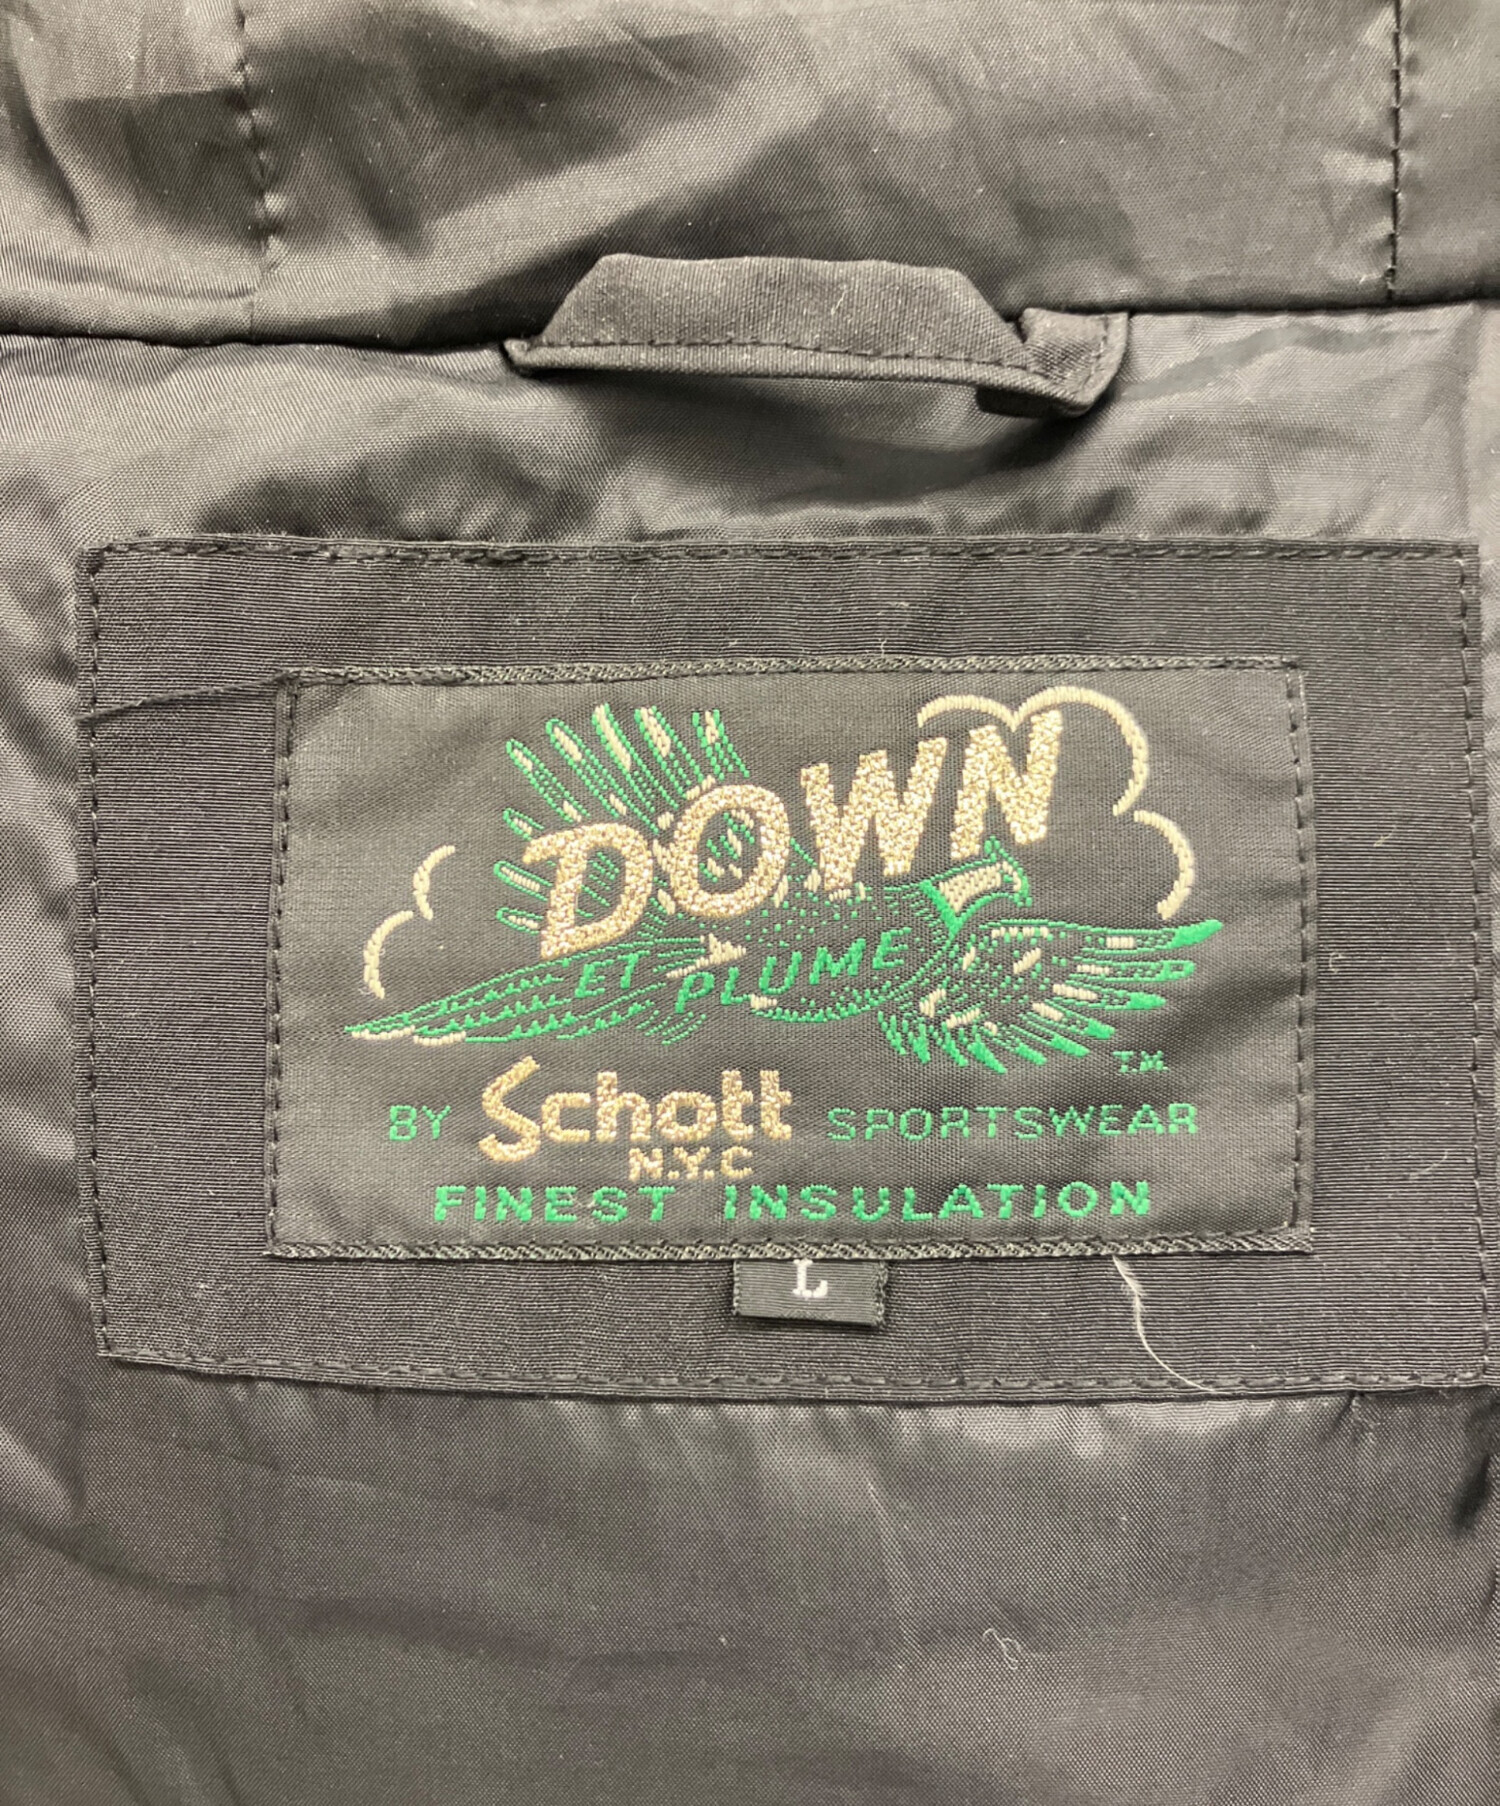 DOWN
ET PLUME
T.M.
BY Schott SPORTSWEAR
N.Y.C
FINEST INSULATION
L